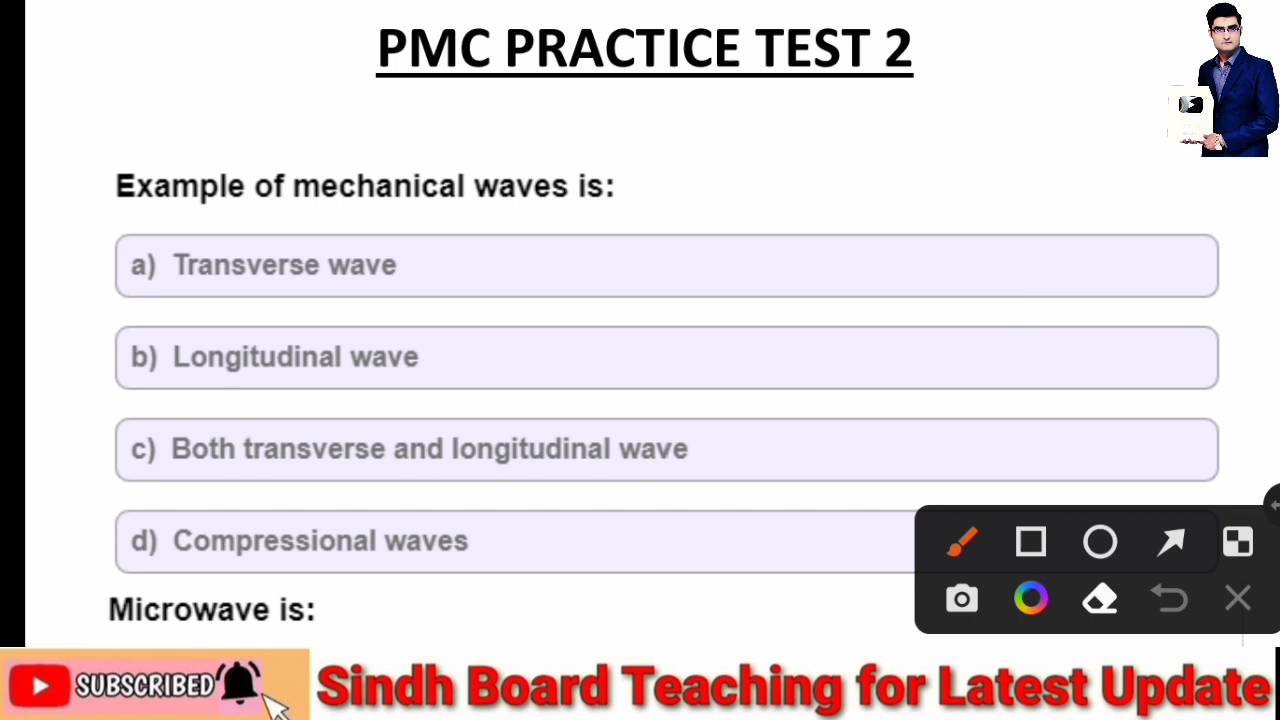 PMC PRACTICE TEST 2
Example of mechanical waves is:
a) Transverse wave
b) Longitudinal wave
c) Both transverse and longitudinal wave
d) Compressional waves
Microwave is:
SUBSCRIBED
Sindh Board Teaching for Latest Update